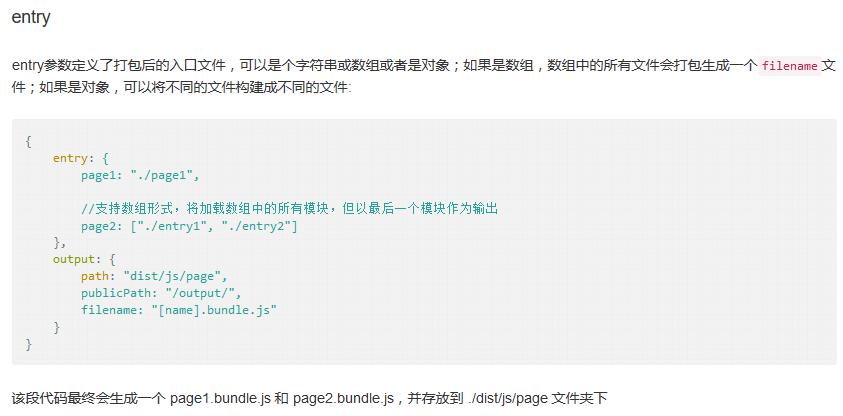 entry
entry参数定义了打包后的入口文件，可以是个字符串或数组或者是对象；如果是数组，数组中的所有文件会打包生成一个 filename 文
件；如果是对象，可以将不同的文件构建成不同的文件:
{
    entry: {
        page1: "./page1",
        //支持数组形式，将加载数组中的所有模块，但以最后一个模块作为输出
        page2: ["./entry1", "./entry2"]
    },
    output: {
        path: "dist/js/page",
        publicPath: "/output/",
        filename: "[name].bundle.js"
    }
}
该段代码最终会生成一个 page1.bundle.js 和 page2.bundle.js，并存放到 ./dist/js/page 文件夹下